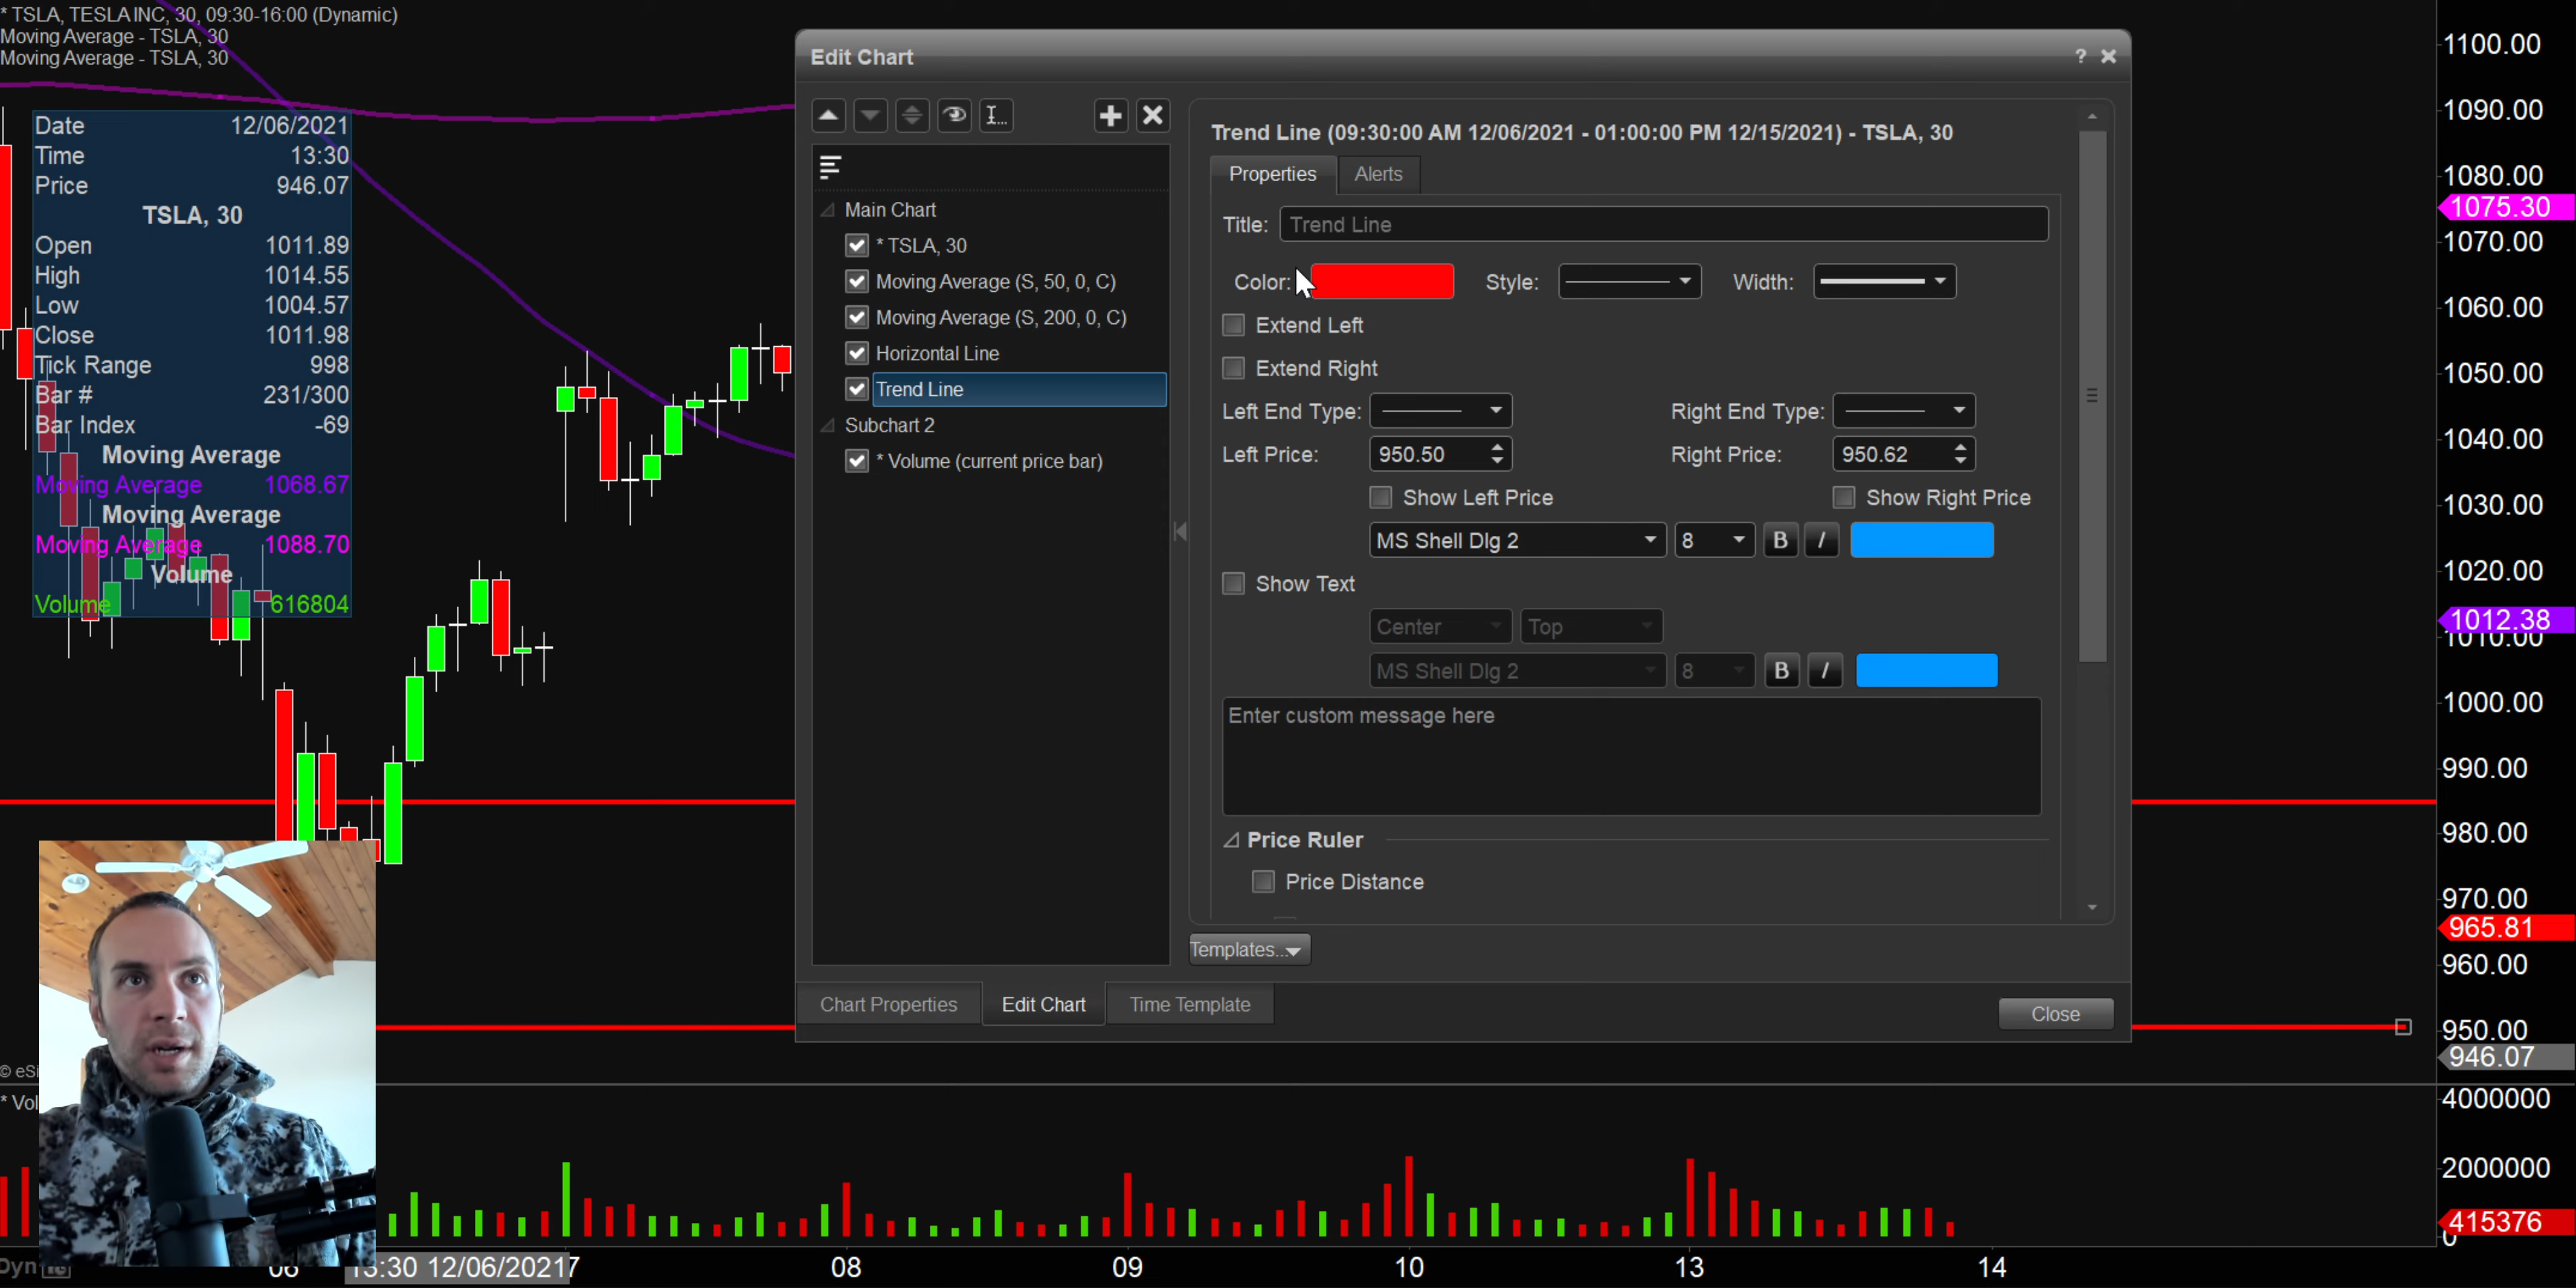 * TSLA, TESLA INC, 30, 09:30-16:00 (Dynamic)
Moving Average - TSLA, 30
Moving Average - TSLA, 30
Date 12/06/2021
Time 13:30
Price 946.07
TSLA, 30
Open 1011.89
High 1014.55
Low 1004.57
Close 1011.98
Tick Range 998
Bar # 231/300
Bar Index -69
Moving Average
Moving Average 1068.67
Moving Average
Moving Average 1088.70
Volume
Volume 616804
Edit Chart
? 
Main Chart
* TSLA, 30
Moving Average (S, 50, 0, C)
Moving Average (S, 200, 0, C)
Horizontal Line
Trend Line
Subchart 2
* Volume (current price bar)
Trend Line (09:30:00 AM 12/06/2021 - 01:00:00 PM 12/15/2021) - TSLA, 30
Properties Alerts
Title: Trend Line
Color: Style: Width:
Extend Left
Extend Right
Left End Type: Right End Type:
Left Price: 950.50 Right Price: 950.62
Show Left Price Show Right Price
MS Shell Dlg 2 8 B I
Show Text
Center Top
MS Shell Dlg 2 8 B I
Enter custom message here
Price Ruler
Price Distance
Templates...
Chart Properties Edit Chart Time Template
Close
1100.00
1090.00
1080.00
1075.30
1070.00
1060.00
1050.00
1040.00
1030.00
1020.00
1012.38
1010.00
1000.00
990.00
980.00
970.00
965.81
960.00
950.00
946.07
© eSi
* Vol
4000000
2000000
415376
0
Dyn
06 13:30 12/06/2021 7 08 09 10 13 14